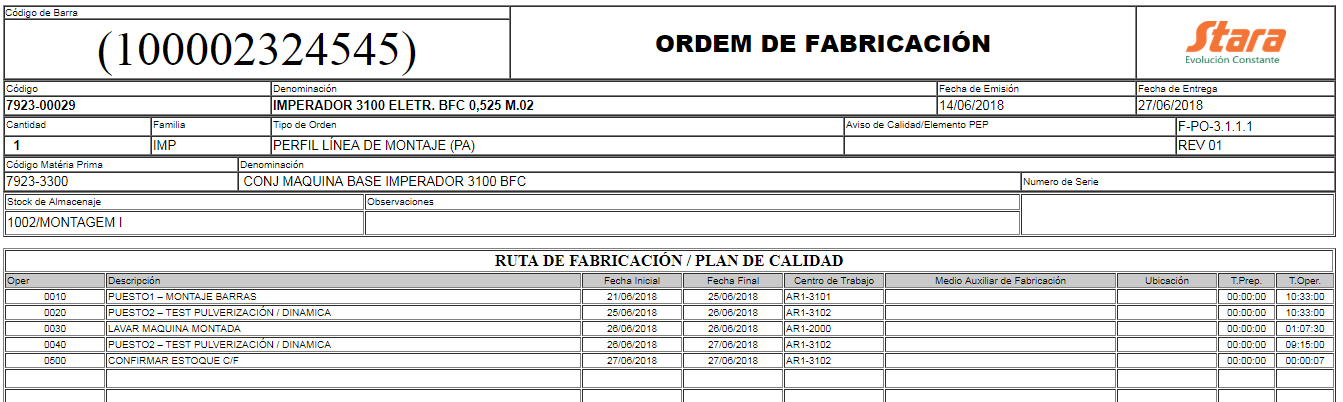 Código de Barra
(100002324545)
ORDEM DE FABRICACIÓN
Stara
Evolución Constante
Código Denominación Fecha de Emisión Fecha de Entrega
7923-00029 IMPERADOR 3100 ELETR. BFC 0,525 M.02 14/06/2018 27/06/2018
Cantidad Familia Tipo de Orden Aviso de Calidad/Elemento PEP F-PO-3.1.1.1
1 IMP PERFIL LÍNEA DE MONTAJE (PA) REV 01
Código Matéria Prima Denominación
7923-3300 CONJ MAQUINA BASE IMPERADOR 3100 BFC Numero de Serie
Stock de Almacenaje Observaciones
1002/MONTAGEM I
RUTA DE FABRICACIÓN / PLAN DE CALIDAD
Oper Descripción Fecha Inicial Fecha Final Centro de Trabajo Medio Auxiliar de Fabricación Ubicación T.Prep. T.Oper.
0010 PUESTO1 – MONTAJE BARRAS 21/06/2018 25/06/2018 AR1-3101 00:00:00 10:33:00
0020 PUESTO2 – TEST PULVERIZACIÓN / DINAMICA 25/06/2018 26/06/2018 AR1-3102 00:00:00 10:33:00
0030 LAVAR MAQUINA MONTADA 26/06/2018 26/06/2018 AR1-2000 00:00:00 01:07:30
0040 PUESTO2 – TEST PULVERIZACIÓN / DINAMICA 26/06/2018 27/06/2018 AR1-3102 00:00:00 09:15:00
0500 CONFIRMAR ESTOQUE C/F 27/06/2018 27/06/2018 AR1-3102 00:00:00 00:00:07